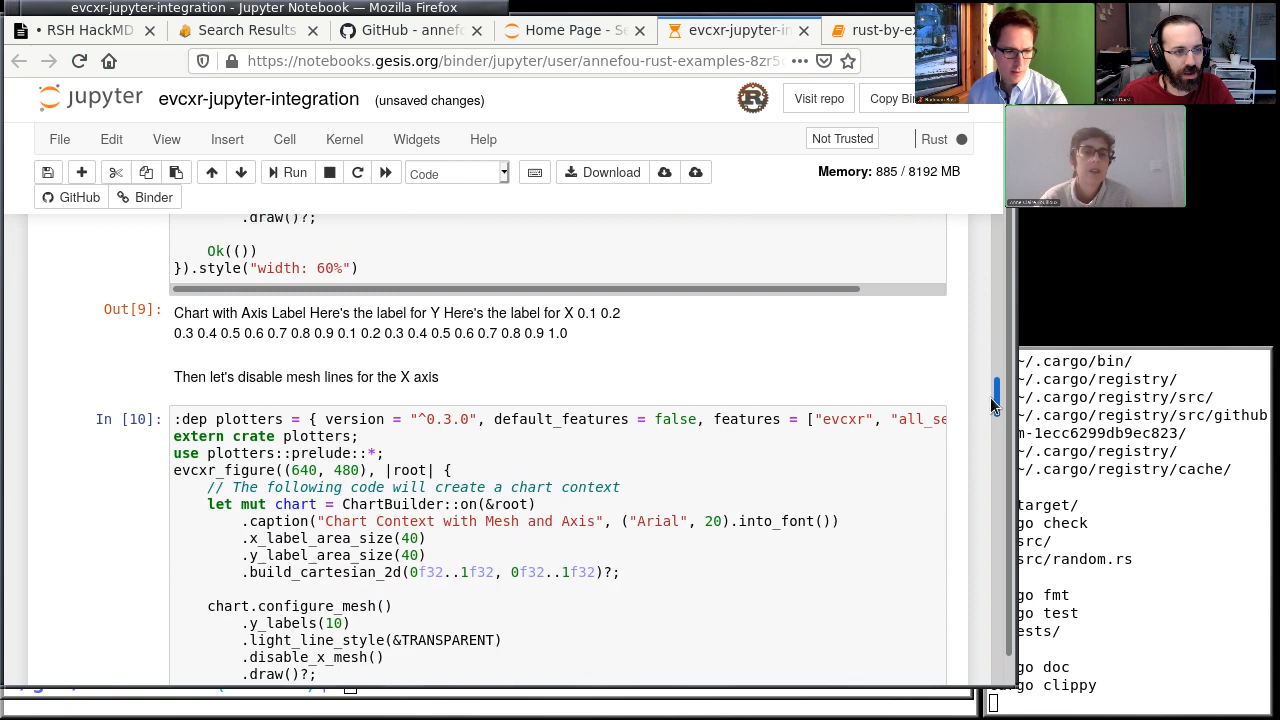 evcxr-jupyter-integration - Jupyter Notebook — Mozilla Firefox
• RSH HackMD
Search Results
GitHub - annefo
Home Page - Se
evcxr-jupyter-in
rust-by-ex
https://notebooks.gesis.org/binder/jupyter/user/annefou-rust-examples-8zr5
jupyter
evcxr-jupyter-integration
(unsaved changes)
Visit repo
Copy Bin
File
Edit
View
Insert
Cell
Kernel
Widgets
Help
Not Trusted
Rust
Run
Code
Download
Memory: 885 / 8192 MB
GitHub
Binder
.draw()?;
Ok(())
}).style("width: 60%")
Out[9]:
Chart with Axis Label Here's the label for Y Here's the label for X 0.1 0.2
0.3 0.4 0.5 0.6 0.7 0.8 0.9 0.1 0.2 0.3 0.4 0.5 0.6 0.7 0.8 0.9 1.0
Then let's disable mesh lines for the X axis
In [10]:
:dep plotters = { version = "^0.3.0", default_features = false, features = ["evcxr", "all_se
extern crate plotters;
use plotters::prelude::*;
evcxr_figure((640, 480), |root| {
// The following code will create a chart context
let mut chart = ChartBuilder::on(&root)
.caption("Chart Context with Mesh and Axis", ("Arial", 20).into_font())
.x_label_area_size(40)
.y_label_area_size(40)
.build_cartesian_2d(0f32..1f32, 0f32..1f32)?;
chart.configure_mesh()
.y_labels(10)
.light_line_style(&TRANSPARENT)
.disable_x_mesh()
.draw()?;
~/.cargo/bin/
~/.cargo/registry/
~/.cargo/registry/src/
~/.cargo/registry/src/github
m-1ecc6299db9ec823/
~/.cargo/registry/
~/.cargo/registry/cache/
target/
go check
src/
src/random.rs
go fmt
go test
ests/
go doc
cargo clippy